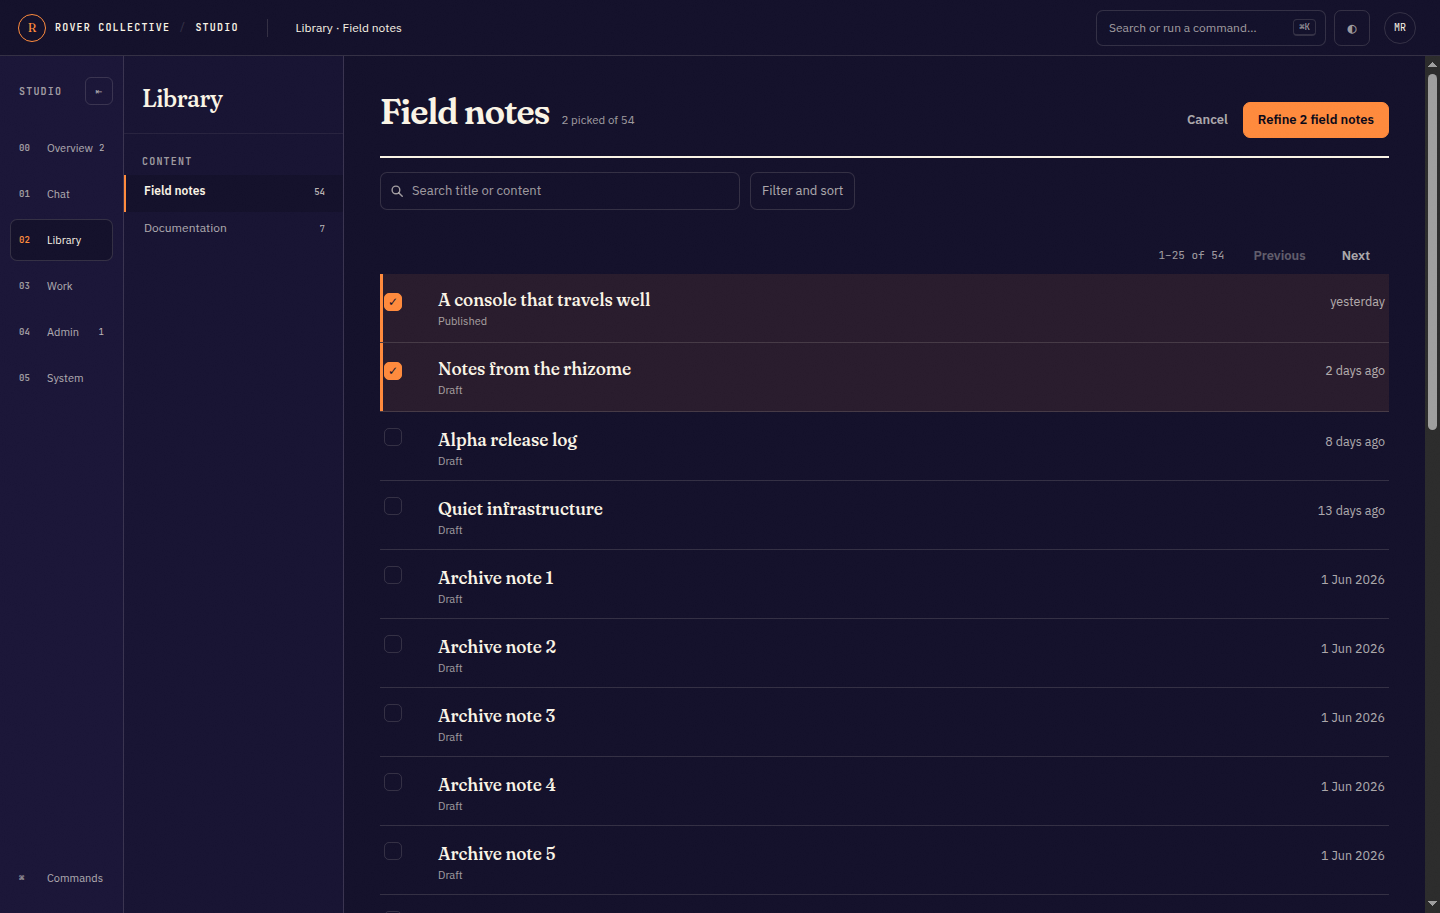 R ROVER COLLECTIVE / STUDIO
Library · Field notes
Search or run a command... ⌘K
◐
MR
STUDIO
⇤
00 Overview 2
01 Chat
02 Library
03 Work
04 Admin 1
05 System
⌘ Commands
Library
CONTENT
Field notes 54
Documentation 7
Field notes 2 picked of 54
Cancel
Refine 2 field notes
Search title or content
Filter and sort
1–25 of 54 Previous Next
✓ A console that travels well yesterday
Published
✓ Notes from the rhizome 2 days ago
Draft
Alpha release log 8 days ago
Draft
Quiet infrastructure 13 days ago
Draft
Archive note 1 1 Jun 2026
Draft
Archive note 2 1 Jun 2026
Draft
Archive note 3 1 Jun 2026
Draft
Archive note 4 1 Jun 2026
Draft
Archive note 5 1 Jun 2026
Draft